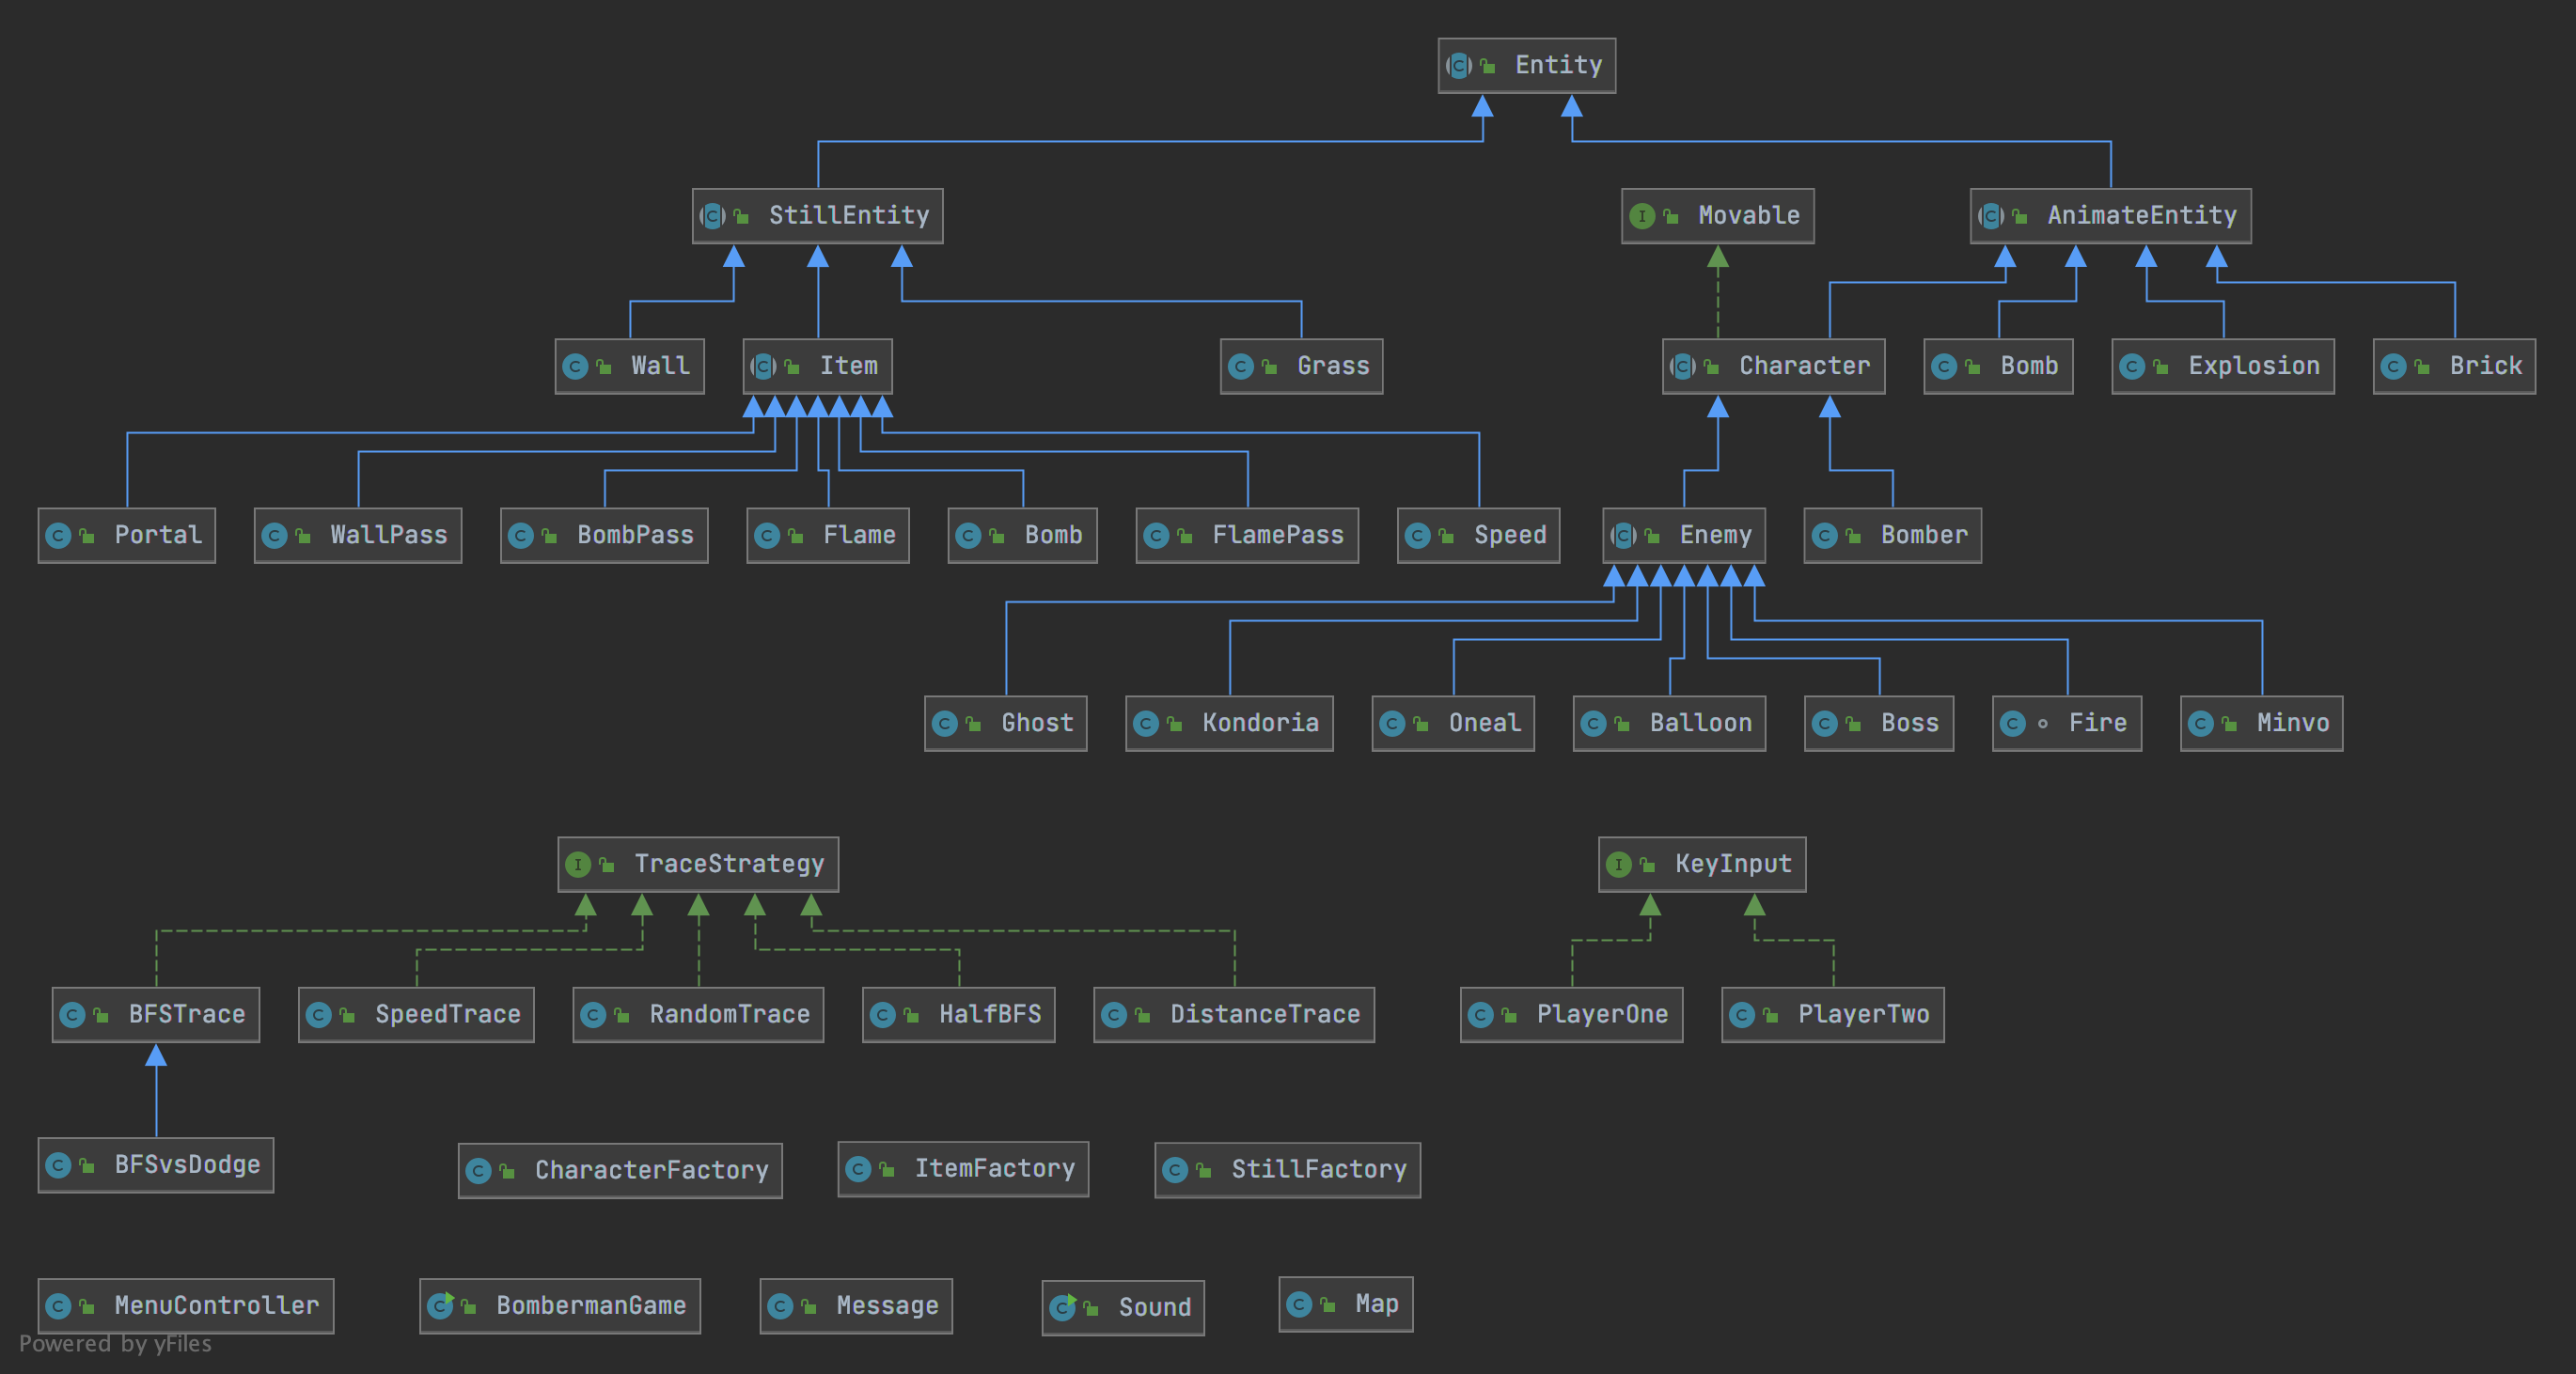 Entity
StillEntity
Movable
AnimateEntity
Wall
Item
Grass
Character
Bomb
Explosion
Brick
Portal
WallPass
BombPass
Flame
Bomb
FlamePass
Speed
Enemy
Bomber
Ghost
Kondoria
Oneal
Balloon
Boss
Fire
Minvo
TraceStrategy
KeyInput
BFSTrace
SpeedTrace
RandomTrace
HalfBFS
DistanceTrace
PlayerOne
PlayerTwo
BFSvsDodge
CharacterFactory
ItemFactory
StillFactory
MenuController
BombermanGame
Message
Sound
Map
Powered by yFiles